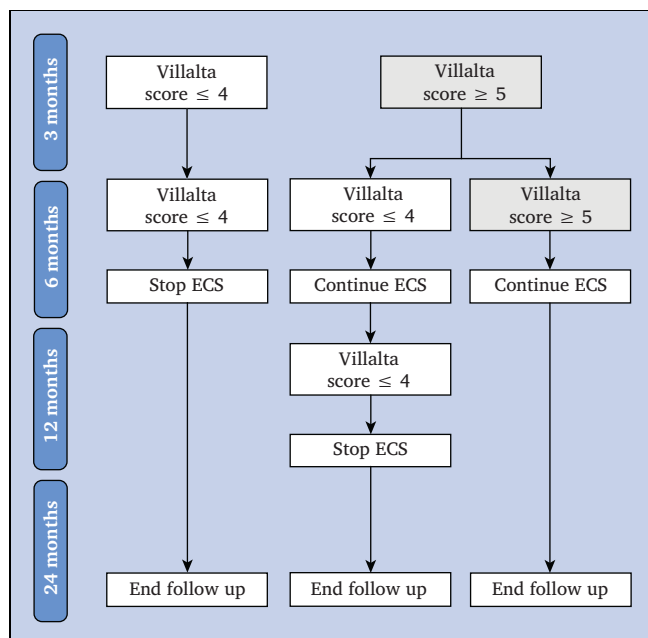 3 months
Villalta
score ≤ 4
Villalta
score ≥ 5
6 months
Villalta
score ≤ 4
Villalta
score ≤ 4
Villalta
score ≥ 5
Stop ECS
Continue ECS
Continue ECS
12 months
Villalta
score ≤ 4
Stop ECS
24 months
End follow up
End follow up
End follow up